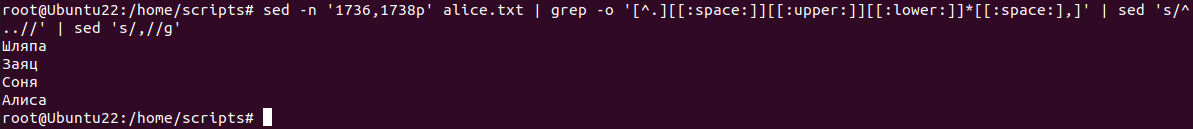 root@Ubuntu22:/home/scripts# sed -n '1736,1738p' alice.txt | grep -o '[^.][[:space:]][[:upper:]][[:lower:]]*[[:space:],]' | sed 's/^
..//' | sed 's/,//g'
Шляпа
Заяц
Соня
Алиса
root@Ubuntu22:/home/scripts#